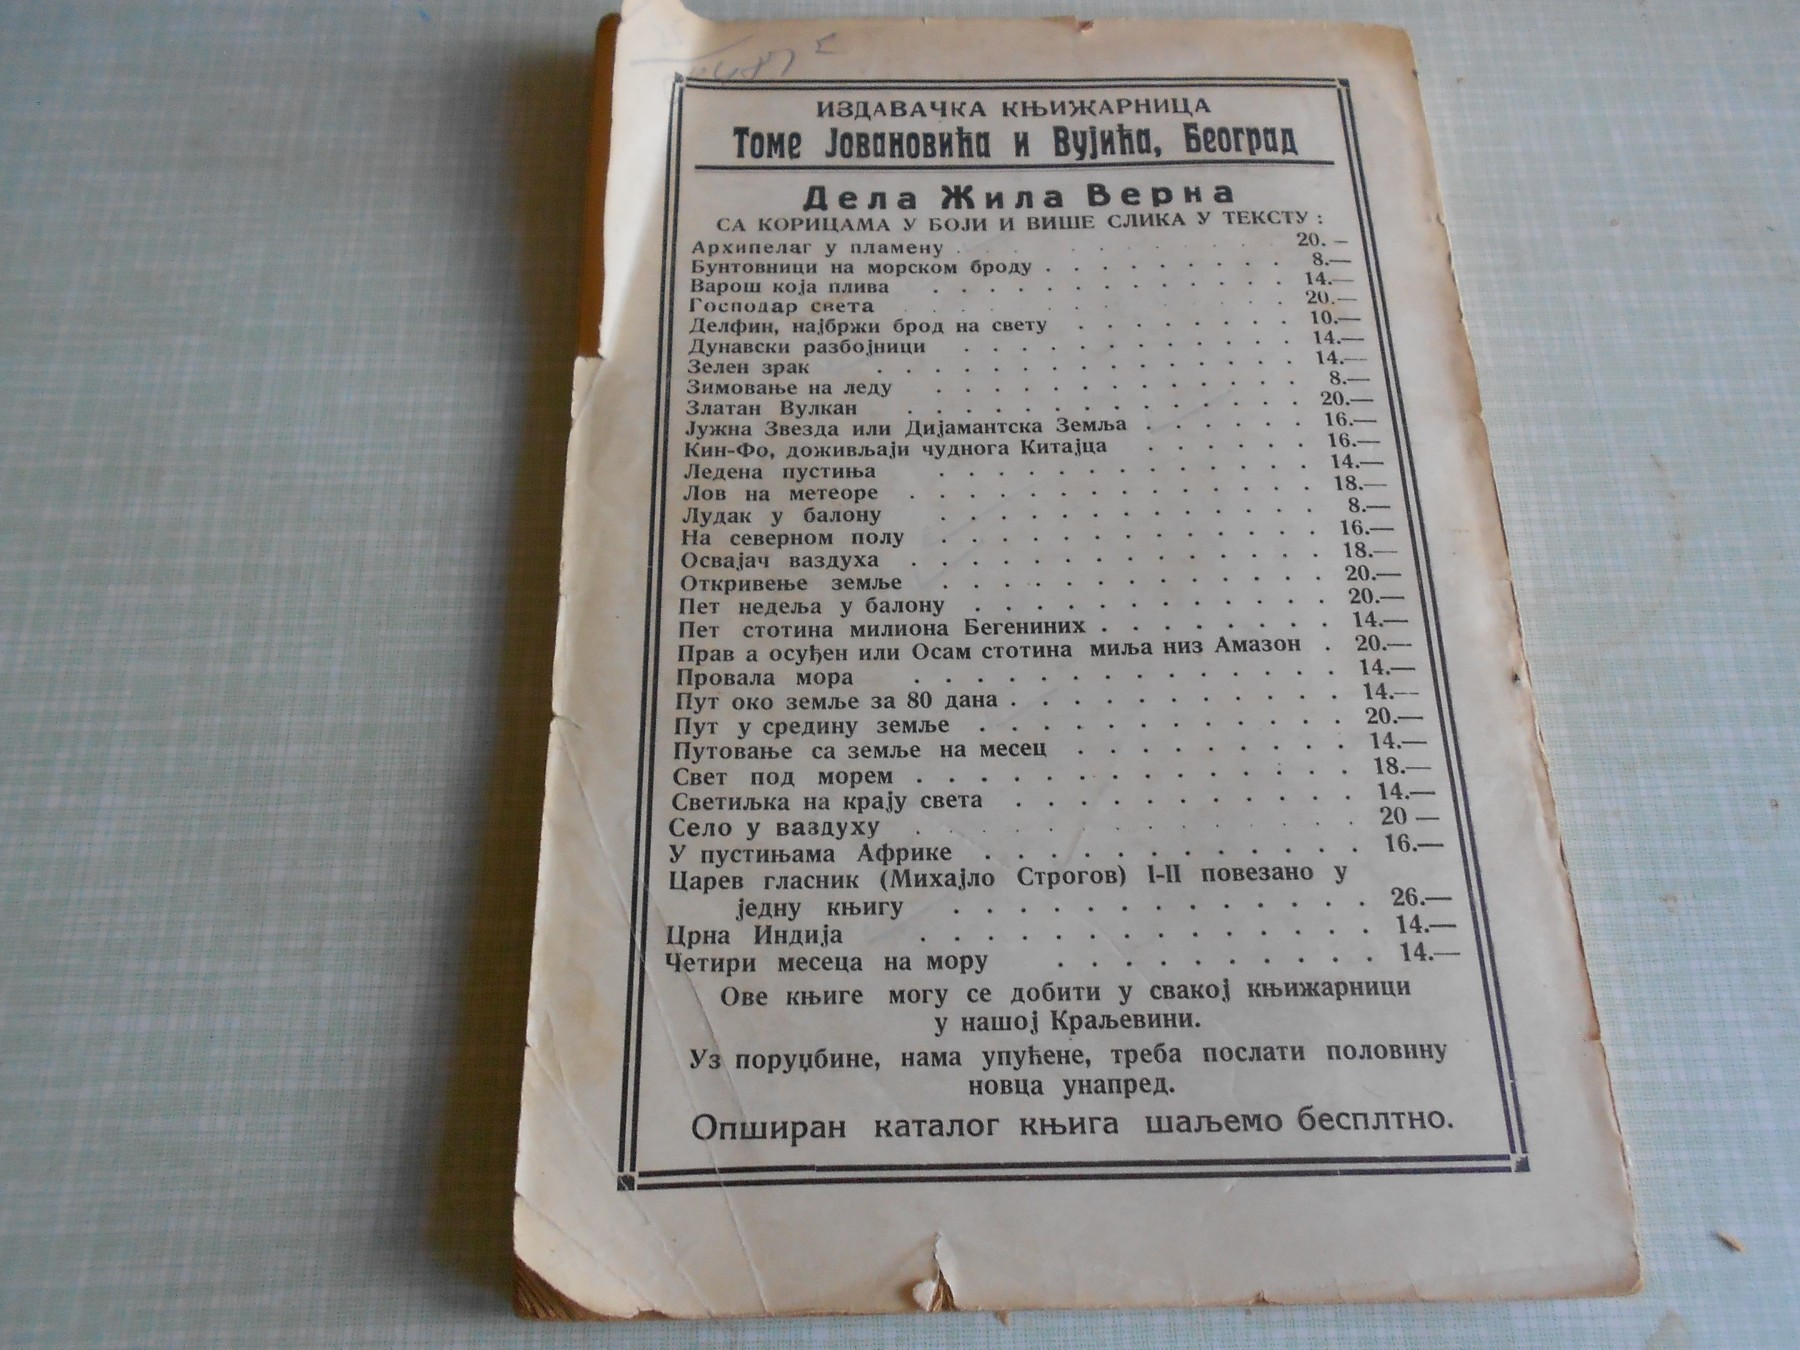 ИЗДАВАЧКА КЊИЖАРНИЦА
Томе Јовановића и Вујића, Београд
Дела Жила Верна
СА КОРИЦАМА У БОЈИ И ВИШЕ СЛИКА У ТЕКСТУ :
Архипелаг у пламену . . . . . . . . 20. —
Бунтовници на морском броду . . . . . . . . . 8.—
Варош која плива . . . . . . . . . . . . 14.—
Господар света . . . . . . . . . . . . 20.—
Делфин, најбржи брод на свету . . . . . . . . 10.—
Дунавски разбојници . . . . . . . . . . . 14.—
Зелен зрак . . . . . . . . . . . . . . 14.—
Зимовање на леду . . . . . . . . . . . . 8.—
Златан Вулкан . . . . . . . . . . . . . 20.—
Јужна Звезда или Дијамантска Земља . . . . . . 16.—
Кин-Фо, доживљаји чуднога Китајца . . . . . . 16.—
Ледена пустиња . . . . . . . . . . . . . 14.—
Лов на метеоре . . . . . . . . . . . . . 18.—
Лудак у балону . . . . . . . . . . . . . 8.—
На северном полу . . . . . . . . . . . . 16.—
Освајач ваздуха . . . . . . . . . . . . . 18.—
Откривење земље . . . . . . . . . . . . . 20.—
Пет недеља у балону . . . . . . . . . . . . 20.—
Пет стотина милиона Бегениних . . . . . . . . 14.—
Прав а осуђен или Осам стотина миља низ Амазон . 20.—
Провала мора . . . . . . . . . . . . . . 14.—
Пут око земље за 80 дана . . . . . . . . . . . 14.—
Пут у средину земље . . . . . . . . . . . . 20.—
Путовање са земље на месец . . . . . . . . . 14.—
Свет под морем . . . . . . . . . . . . . . 18.—
Светиљка на крају света . . . . . . . . . . . 14.—
Село у ваздуху . . . . . . . . . . . . . . 20 —
У пустињама Африке . . . . . . . . . . . . 16.—
Царев гласник (Михајло Строгов) I-II повезано у
једну књигу . . . . . . . . . . . . . 26.—
Црна Индија . . . . . . . . . . . . . . 14.—
Четири месеца на мору . . . . . . . . . . 14.—
Ове књиге могу се добити у свакој књижарници
у нашој Краљевини.
Уз поруџбине, нама упућене, треба послати половину
новца унапред.
Опширан каталог књига шаљемо бесплтно.